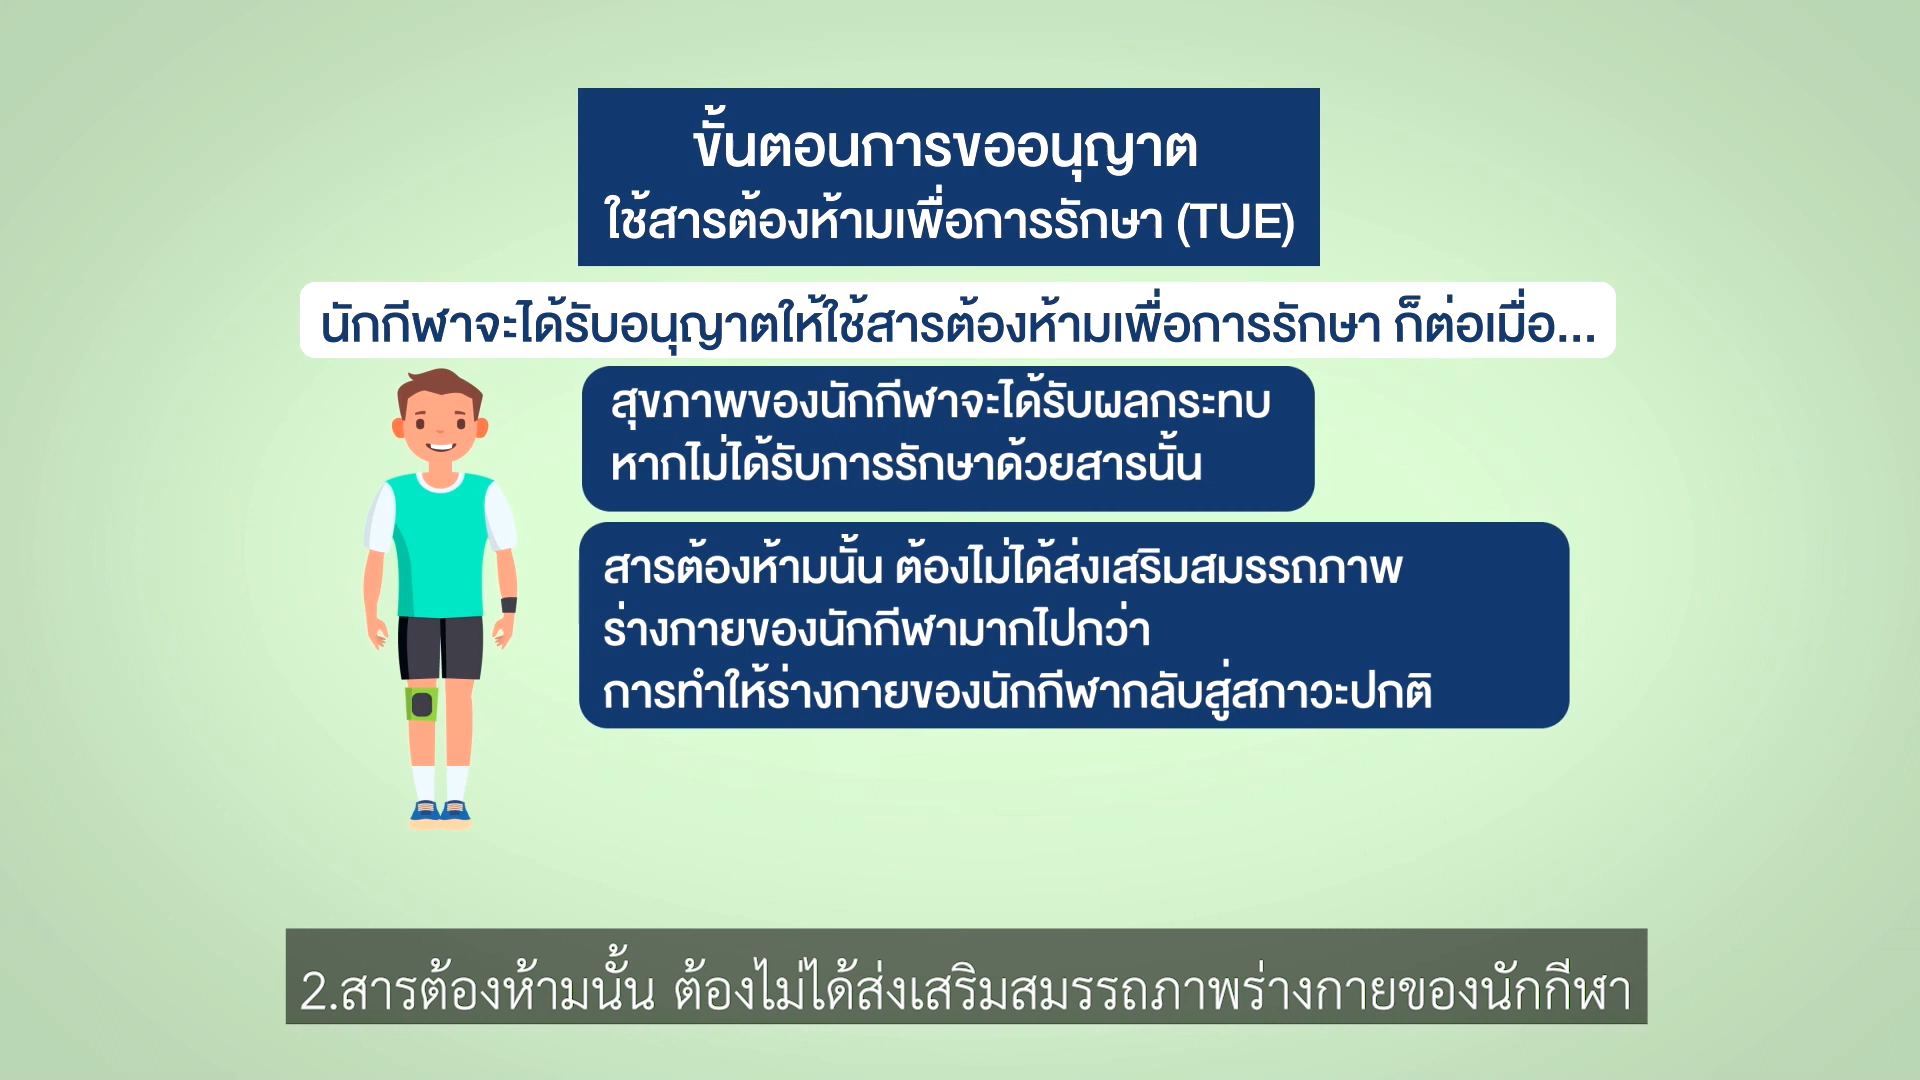 ขั้นตอนการขออนุญาต
ใช้สารต้องห้ามเพื่อการรักษา (TUE)
นักกีฬาจะได้รับอนุญาตให้ใช้สารต้องห้ามเพื่อการรักษา ก็ต่อเมื่อ...
สุขภาพของนักกีฬาจะได้รับผลกระทบ
หากไม่ได้รับการรักษาด้วยสารนั้น
สารต้องห้ามนั้น ต้องไม่ได้ส่งเสริมสมรรถภาพ
ร่างกายของนักกีฬามากไปกว่า
การทำให้ร่างกายของนักกีฬากลับสู่สภาวะปกติ
2.สารต้องห้ามนั้น ต้องไม่ได้ส่งเสริมสมรรถภาพร่างกายของนักกีฬา